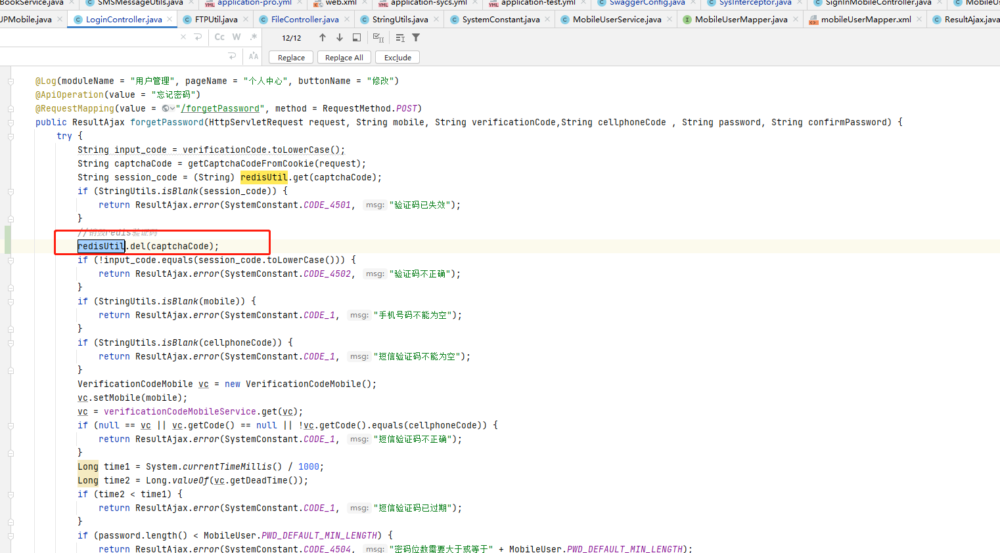 BookService.java SMSMessageUtils.java application-pro.yml web.xml application-sycs.yml application-test.yml SwaggerConfig.java SysInterceptor.java SignInMobileController.java MobileUs
JPMobile.java LoginController.java FTPUtil.java FileController.java StringUtils.java SystemConstant.java MobileUserService.java MobileUserMapper.java mobileUserMapper.xml ResultAjax.java
Cc W .* 12/12
Replace Replace All Exclude
@Log(moduleName = "用户管理", pageName = "个人中心", buttonName = "修改")
@ApiOperation(value = "忘记密码")
@RequestMapping(value = "/forgetPassword", method = RequestMethod.POST)
public ResultAjax forgetPassword(HttpServletRequest request, String mobile, String verificationCode,String cellphoneCode , String password, String confirmPassword) {
try {
String input_code = verificationCode.toLowerCase();
String captchaCode = getCaptchaCodeFromCookie(request);
String session_code = (String) redisUtil.get(captchaCode);
if (StringUtils.isBlank(session_code)) {
return ResultAjax.error(SystemConstant.CODE_4501, msg: "验证码已失效");
}
//销毁redis验证码
redisUtil.del(captchaCode);
if (!input_code.equals(session_code.toLowerCase())) {
return ResultAjax.error(SystemConstant.CODE_4502, msg: "验证码不正确");
}
if (StringUtils.isBlank(mobile)) {
return ResultAjax.error(SystemConstant.CODE_1, msg: "手机号码不能为空");
}
if (StringUtils.isBlank(cellphoneCode)) {
return ResultAjax.error(SystemConstant.CODE_1, msg: "短信验证码不能为空");
}
VerificationCodeMobile vc = new VerificationCodeMobile();
vc.setMobile(mobile);
vc = verificationCodeMobileService.get(vc);
if (null == vc || vc.getCode() == null || !vc.getCode().equals(cellphoneCode)) {
return ResultAjax.error(SystemConstant.CODE_1, msg: "短信验证码不正确");
}
Long time1 = System.currentTimeMillis() / 1000;
Long time2 = Long.valueOf(vc.getDeadTime());
if (time2 < time1) {
return ResultAjax.error(SystemConstant.CODE_1, msg: "短信验证码已过期");
}
if (password.length() < MobileUser.PWD_DEFAULT_MIN_LENGTH) {
return ResultAjax.error(SystemConstant.CODE_4504, msg: "密码位数需要大于或等于" + MobileUser.PWD_DEFAULT_MIN_LENGTH);